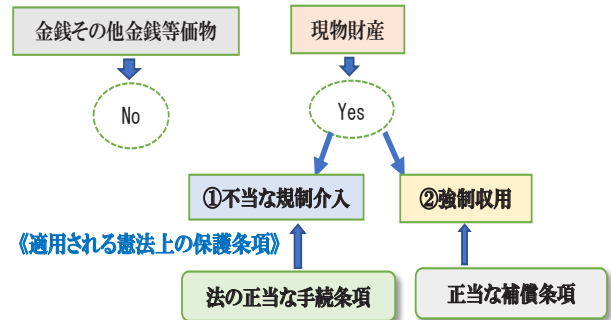 金銭その他金銭等価物
現物財産
No
Yes
①不当な規制介入
②強制収用
《適用される憲法上の保護条項》
法の正当な手続条項
正当な補償条項